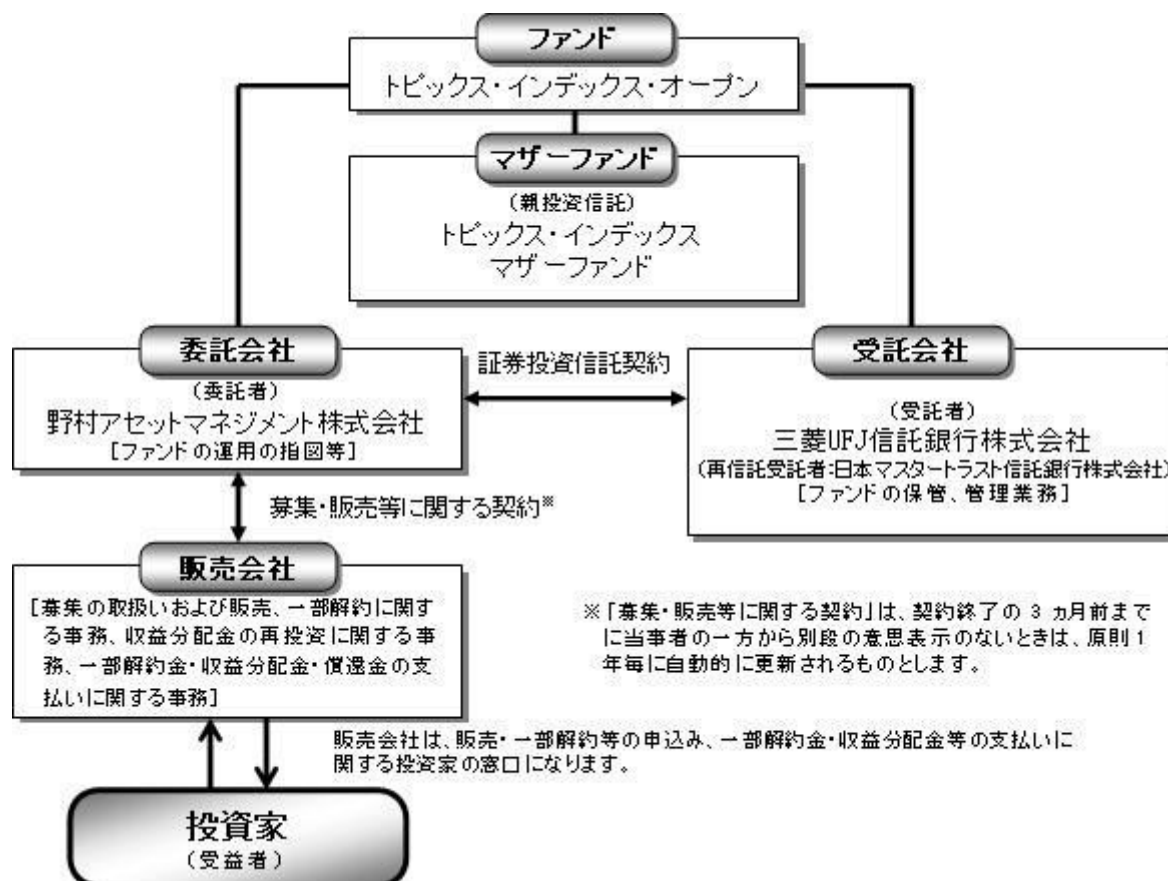 ファンド
トピックス・インデックス・オープン
マザーファンド
(親投資信託)
トピックス・インデックス
マザーファンド
委託会社
(委託者)
野村アセットマネジメント株式会社
[ファンドの運用の指図等]
証券投資信託契約
受託会社
(受託者)
三菱UFJ信託銀行株式会社
(再信託受託者:日本マスタートラスト信託銀行株式会社)
[ファンドの保管、管理業務]
募集・販売等に関する契約※
販売会社
[募集の取扱いおよび販売、一部解約に関す
る事務、収益分配金の再投資に関する事
務、一部解約金・収益分配金・償還金の支
払いに関する事務]
※「募集・販売等に関する契約」は、契約終了の3ヵ月前まで
に当事者の一方から別段の意思表示のないときは、原則1
年毎に自動的に更新されるものとします。
販売会社は、販売・一部解約等の申込み、一部解約金・収益分配金等の支払いに
関する投資家の窓口になります。
投資家
(受益者)